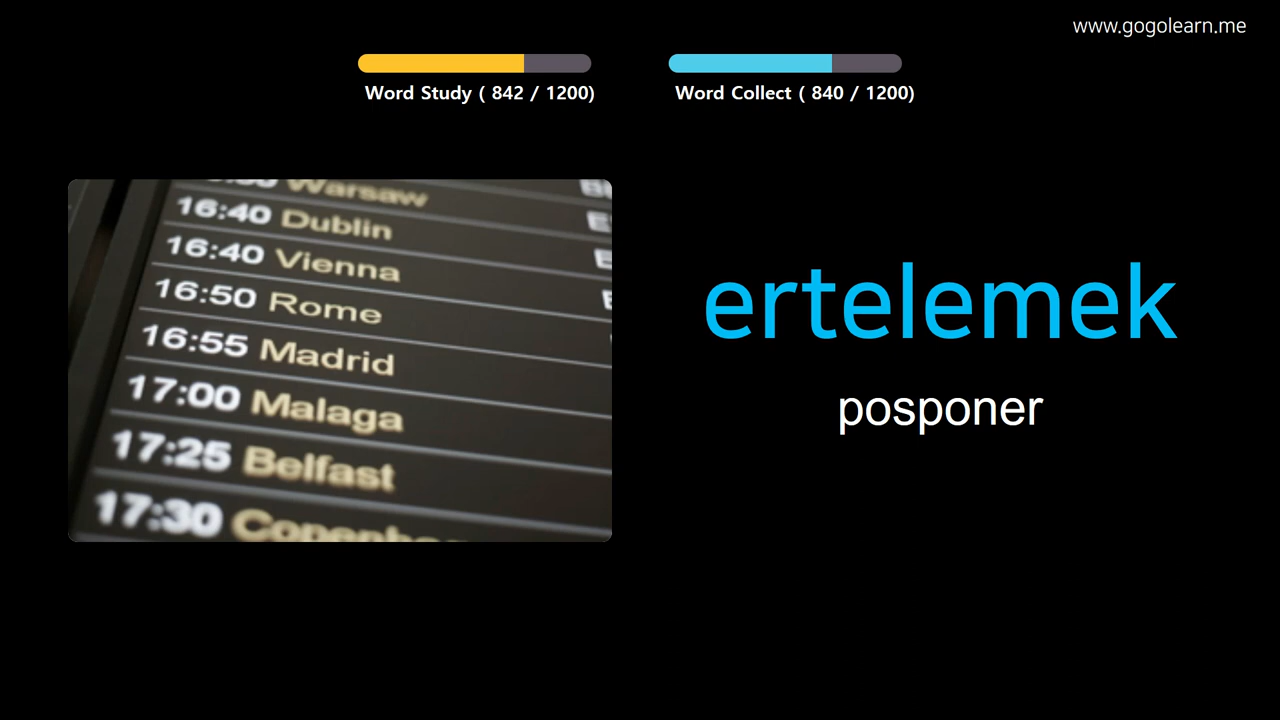 www.gogolearn.me
Word Study ( 842 / 1200)
Word Collect ( 840 / 1200)
Warsaw
16:40 Dublin
16:40 Vienna
16:50 Rome
16:55 Madrid
17:00 Malaga
17:25 Belfast
17:30
ertelemek
posponer